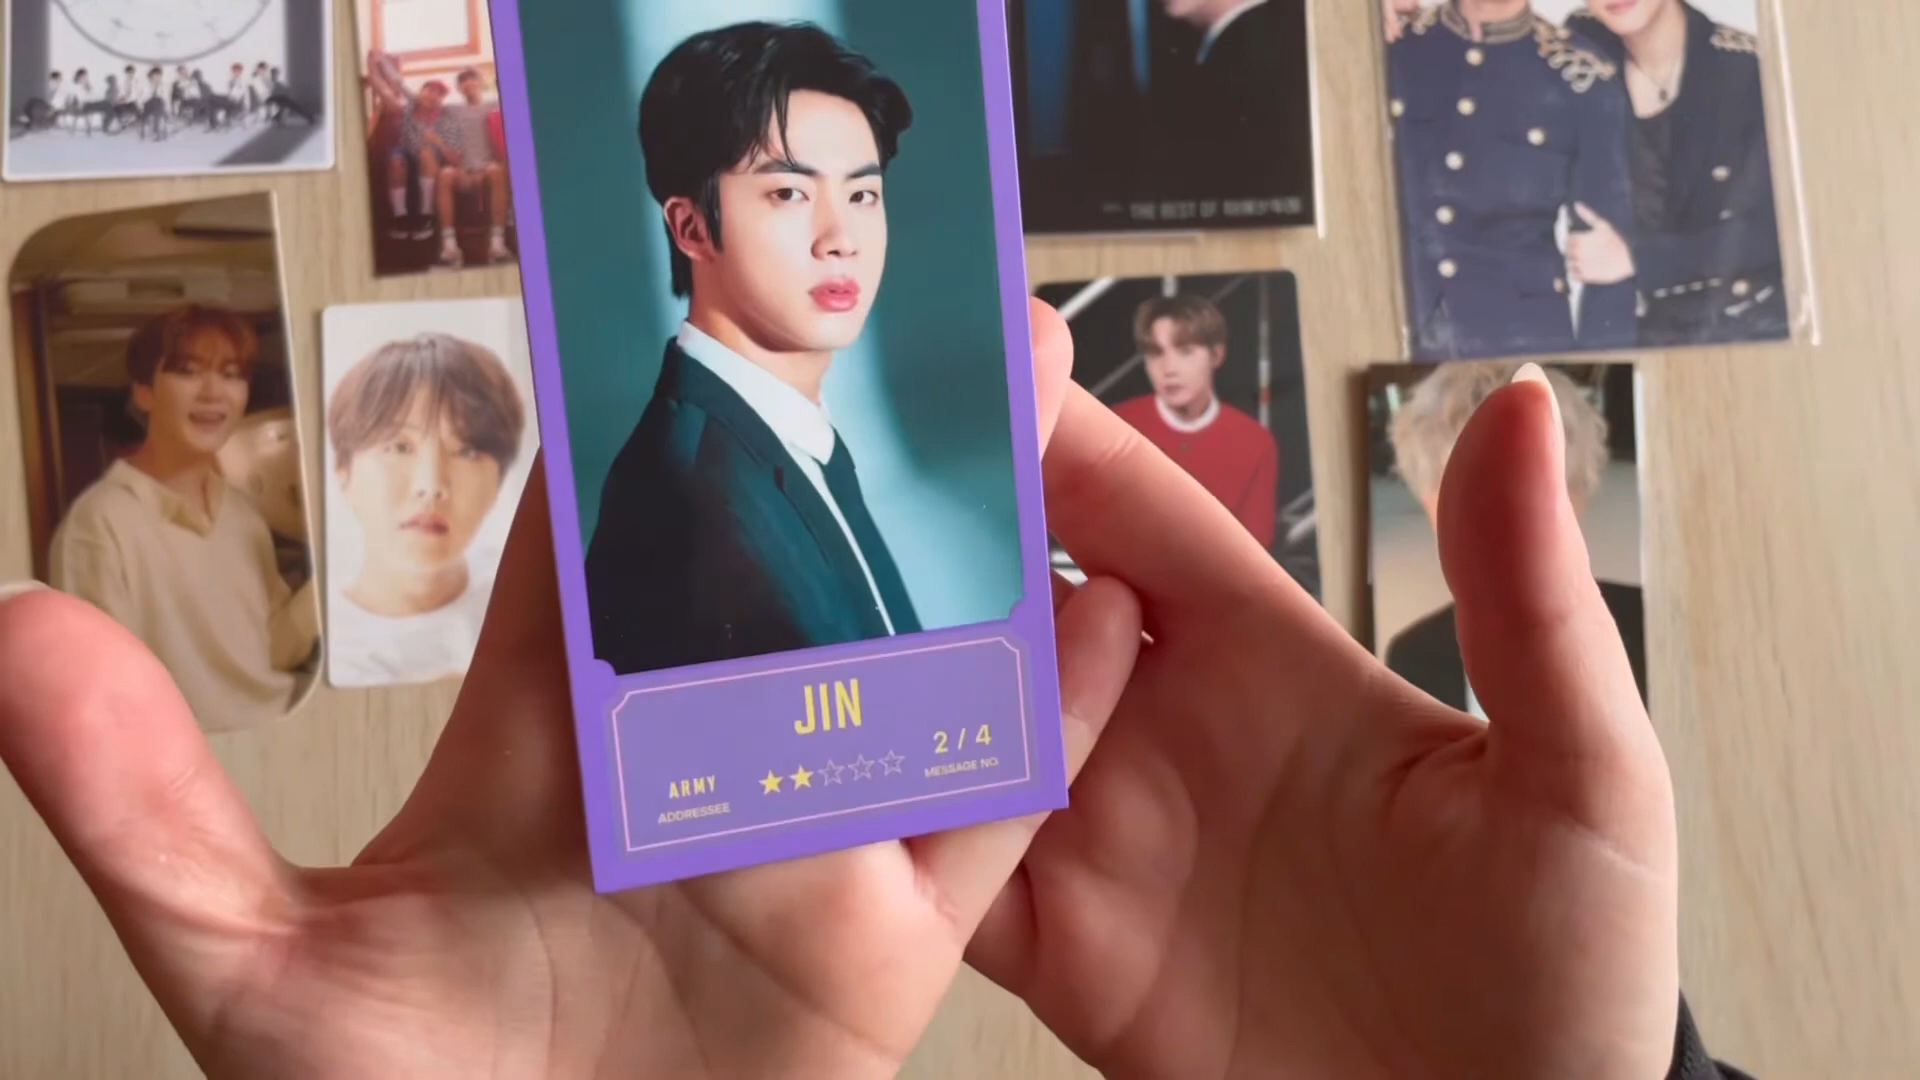 THE BEST OF
JIN
ARMY
ADDRESSEE
★★☆☆☆
2 / 4
MESSAGE NO.